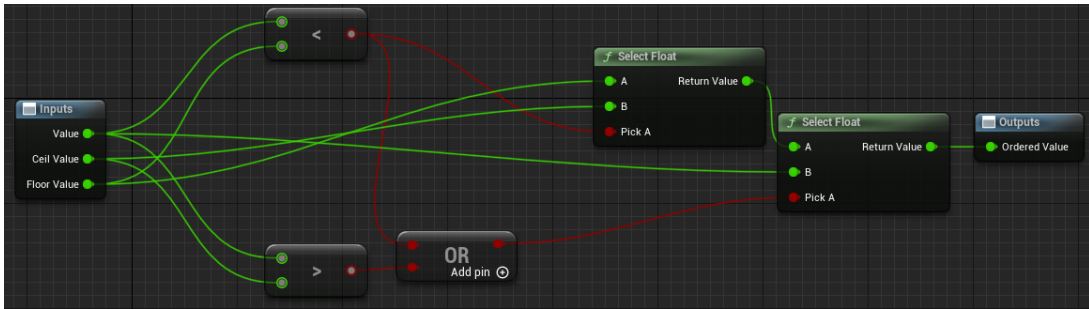 <
Inputs
Value
Ceil Value
Floor Value
>
OR
Add pin
f Select Float
A
Return Value
B
Pick A
f Select Float
A
Return Value
B
Pick A
Outputs
Ordered Value